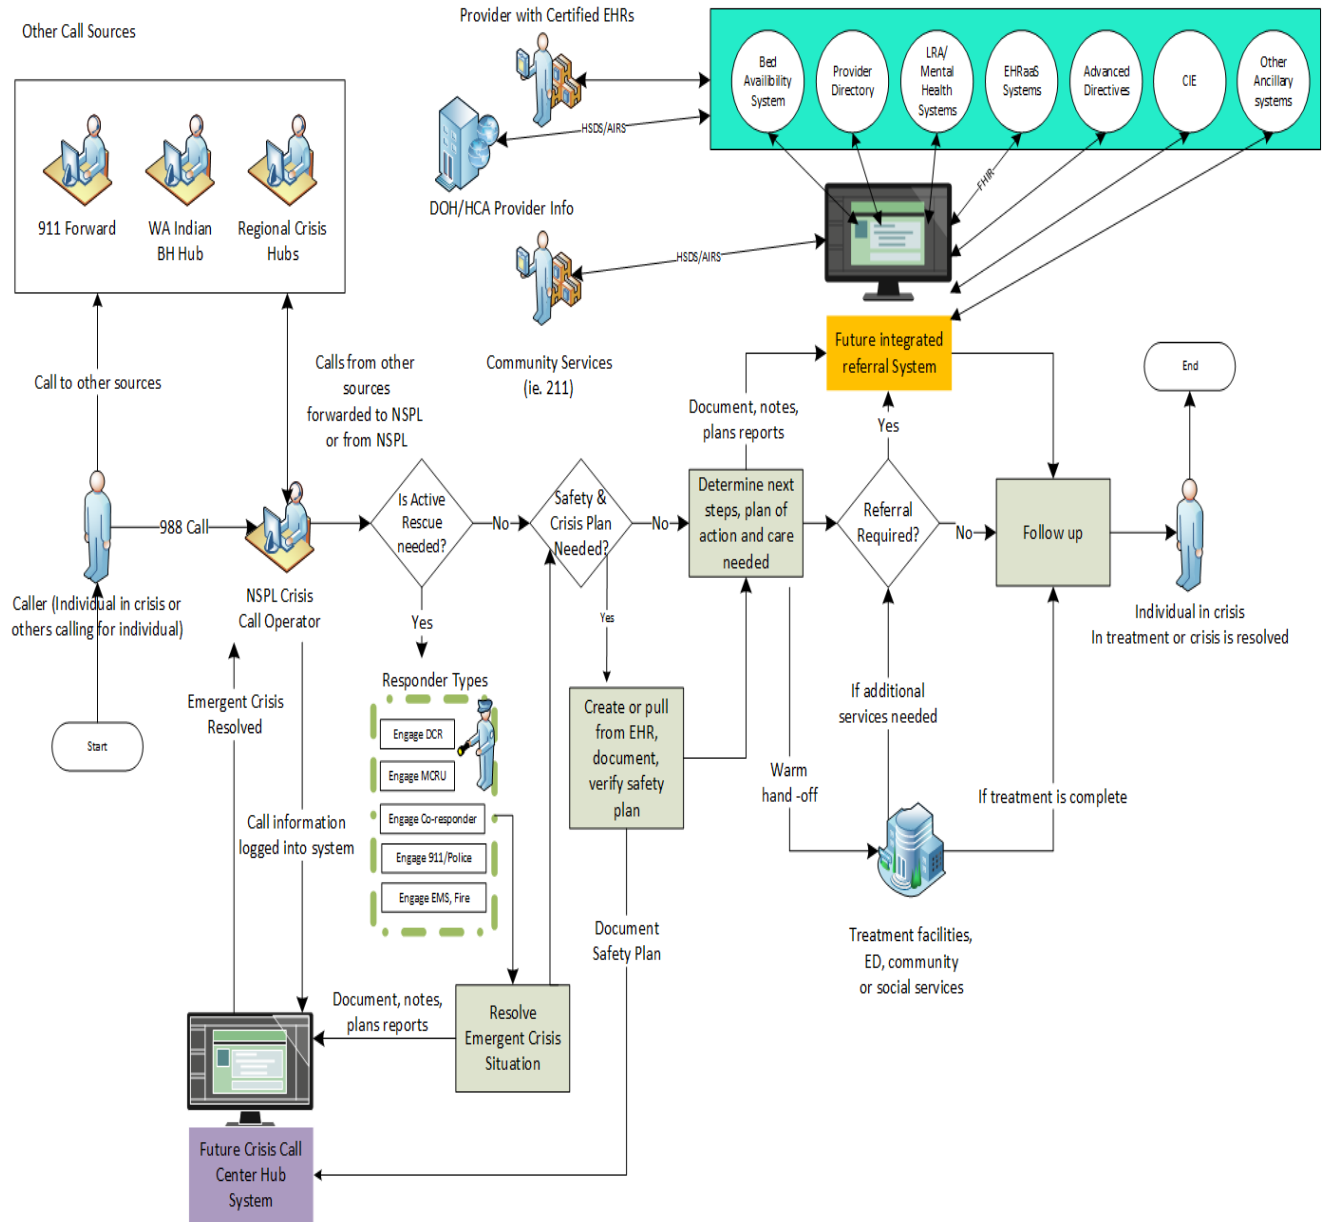 Other Call Sources
911 Forward
WA Indian
BH Hub
Regional Crisis
Hubs
Provider with Certified EHRs
HSDS/AIRS
DOH/HCA Provider Info
HSDS/AIRS
Community Services
(ie. 211)
Bed
Availibility
System
Provider
Directory
LRA/
Mental
Health
Systems
EHRaaS
Systems
Advanced
Directives
CIE
Other
Ancillary
systems
FHIR
Future integrated
referral System
Call to other sources
Calls from other
sources
forwarded to NSPL
or from NSPL
Document, notes,
plans reports
Yes
End
988 Call
Caller (Individual in crisis or
others calling for individual)
NSPL Crisis
Call Operator
Is Active
Rescue
needed?
No
Safety &
Crisis Plan
Needed?
No
Determine next
steps, plan of
action and care
needed
Referral
Required?
No
Follow up
Individual in crisis
In treatment or crisis is resolved
Yes
Yes
Start
Emergent Crisis
Resolved
Call information
logged into system
Responder Types
Engage DCR
Engage MCRU
Engage Co-responder
Engage 911/Police
Engage EMS, Fire
Create or pull
from EHR,
document,
verify safety
plan
Warm
hand -off
If additional
services needed
If treatment is complete
Treatment facilities,
ED, community
or social services
Document
Safety Plan
Document, notes,
plans reports
Resolve
Emergent Crisis
Situation
Future Crisis Call
Center Hub
System